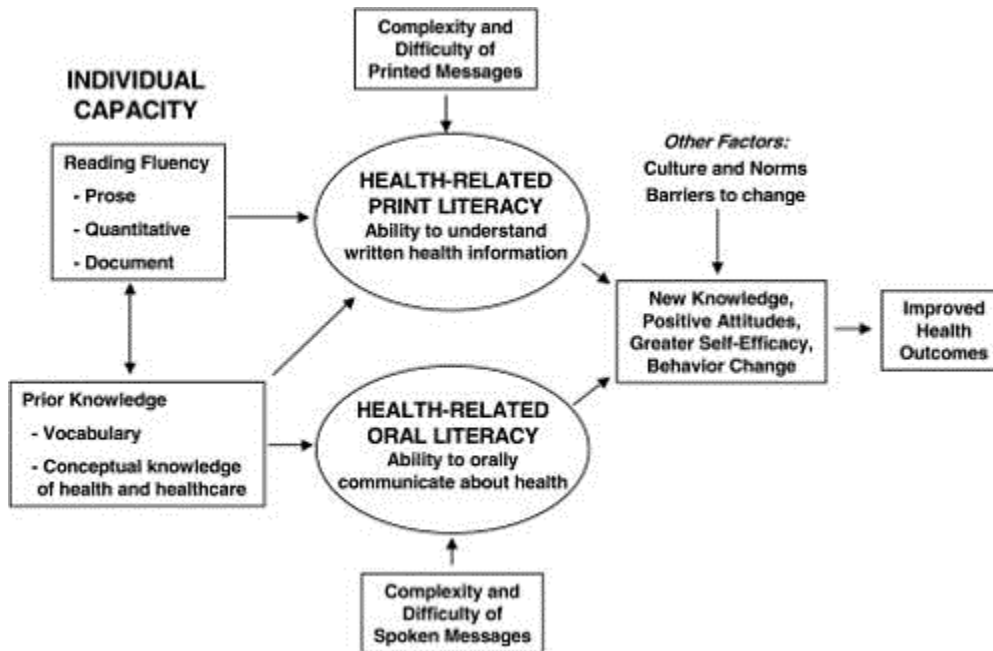 Complexity and
Difficulty of
Printed Messages
INDIVIDUAL
CAPACITY
Reading Fluency
- Prose
- Quantitative
- Document
HEALTH-RELATED
PRINT LITERACY
Ability to understand
written health information
Other Factors:
Culture and Norms
Barriers to change
New Knowledge,
Positive Attitudes,
Greater Self-Efficacy,
Behavior Change
Improved
Health
Outcomes
Prior Knowledge
- Vocabulary
- Conceptual knowledge
of health and healthcare
HEALTH-RELATED
ORAL LITERACY
Ability to orally
communicate about health
Complexity and
Difficulty of
Spoken Messages